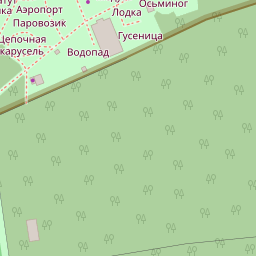 Аэропорт
Паровозик
Лодка
Осьминог
Гусеница
Цепочная
карусель
Водопад